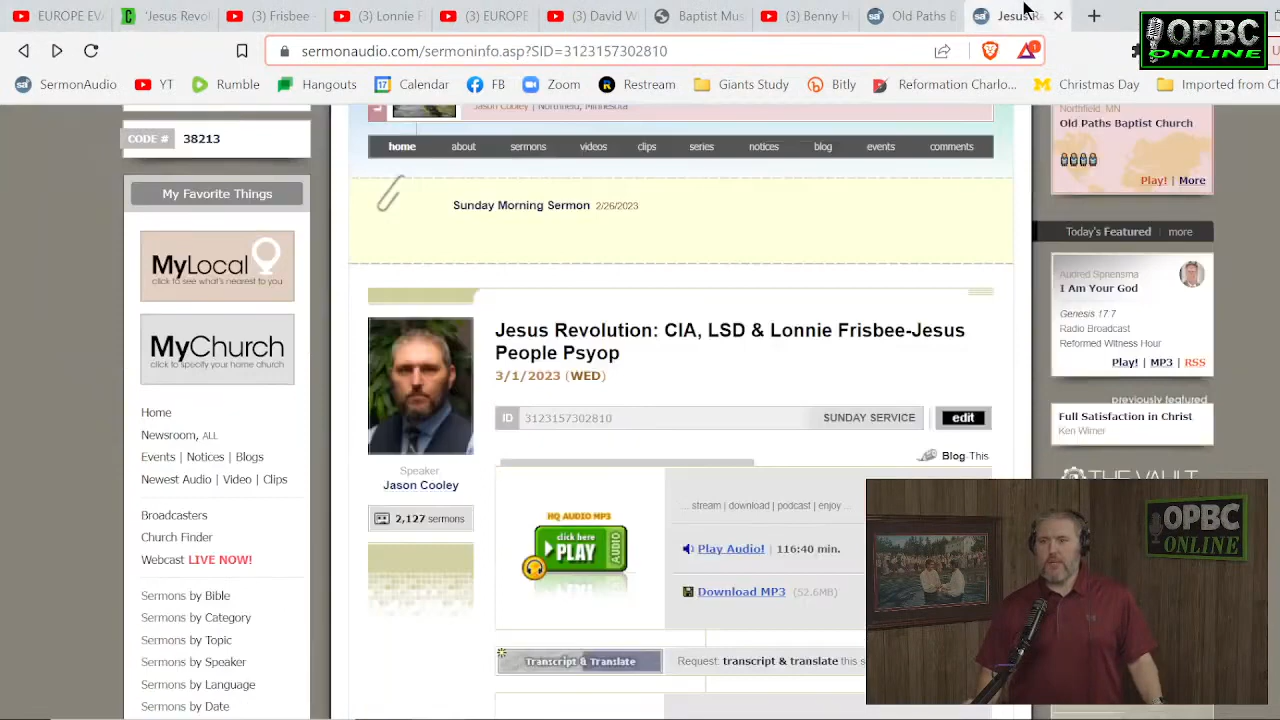 EUROPE EVA
'Jesus Revol
(3) Frisbee -
(3) Lonnie F
(3) EUROPE
(3) David W
Baptist Mus
(3) Benny H
Old Paths B
Jesus R
OPBC
ONLINE
sermonaudio.com/sermoninfo.asp?SID=3123157302810
1
SermonAudio
YT
Rumble
Hangouts
17
Calendar
FB
Zoom
R
Restream
Giants Study
Bitly
Reformation Charlo...
Christmas Day
Imported from C
CODE #
38213
Jason Cooley | Northfield, Minnesota
home
about
sermons
videos
clips
series
notices
blog
events
comments
Northfield, MN
Old Paths Baptist Church
Play! | More
My Favorite Things
Sunday Morning Sermon 2/26/2023
Today's Featured | more
MyLocal
click to see what's nearest to you
I Am Your God
Genesis 17:7
Radio Broadcast
Reformed Witness Hour
Play! | MP3 | RSS
MyChurch
click to specify your home church
Jesus Revolution: CIA, LSD & Lonnie Frisbee-Jesus
People Psyop
3/1/2023 (WED)
previously featured
Full Satisfaction in Christ
Ken Wimer
ID
3123157302810
SUNDAY SERVICE
edit
Home
Newsroom, ALL
Events | Notices | Blogs
Newest Audio | Video | Clips
Blog This
THE VAULT
Speaker
Jason Cooley
2,127 sermons
HQ AUDIO MP3
click here
PLAY
AUDIO
... stream | download | podcast | enjoy ...
Play Audio! | 116:40 min.
Download MP3 (52.6MB)
Broadcasters
Church Finder
Webcast LIVE NOW!
Sermons by Bible
Sermons by Category
Sermons by Topic
Sermons by Speaker
Sermons by Language
Sermons by Date
Transcript & Translate
Request: transcript & translate this s
OPBC
ONLINE